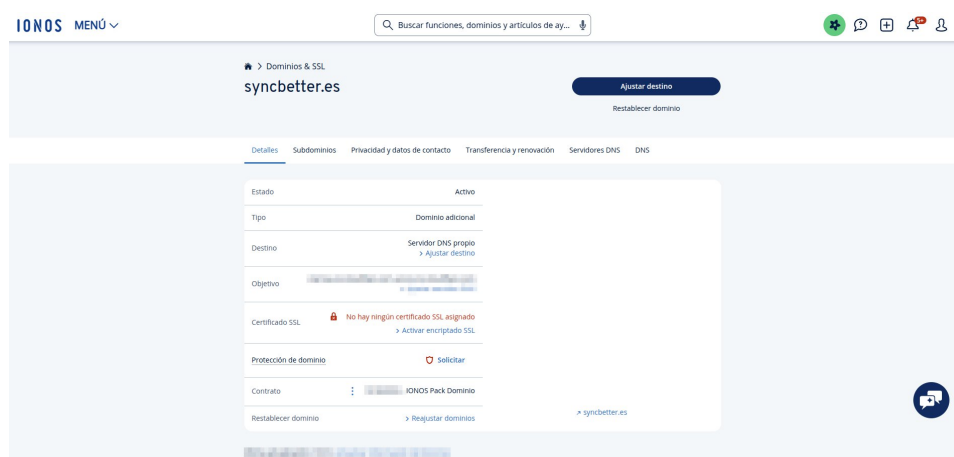 IONOS MENÚ
Buscar funciones, dominios y artículos de ay...
5+
> Dominios & SSL
syncbetter.es
Ajustar destino
Restablecer dominio
Detalles Subdominios Privacidad y datos de contacto Transferencia y renovación Servidores DNS DNS
Estado Activo
Tipo Dominio adicional
Destino Servidor DNS propio
> Ajustar destino
Objetivo
Certificado SSL No hay ningún certificado SSL asignado
> Activar encriptado SSL
Protección de dominio Solicitar
Contrato IONOS Pack Dominio
Restablecer dominio > Reajustar dominios
syncbetter.es